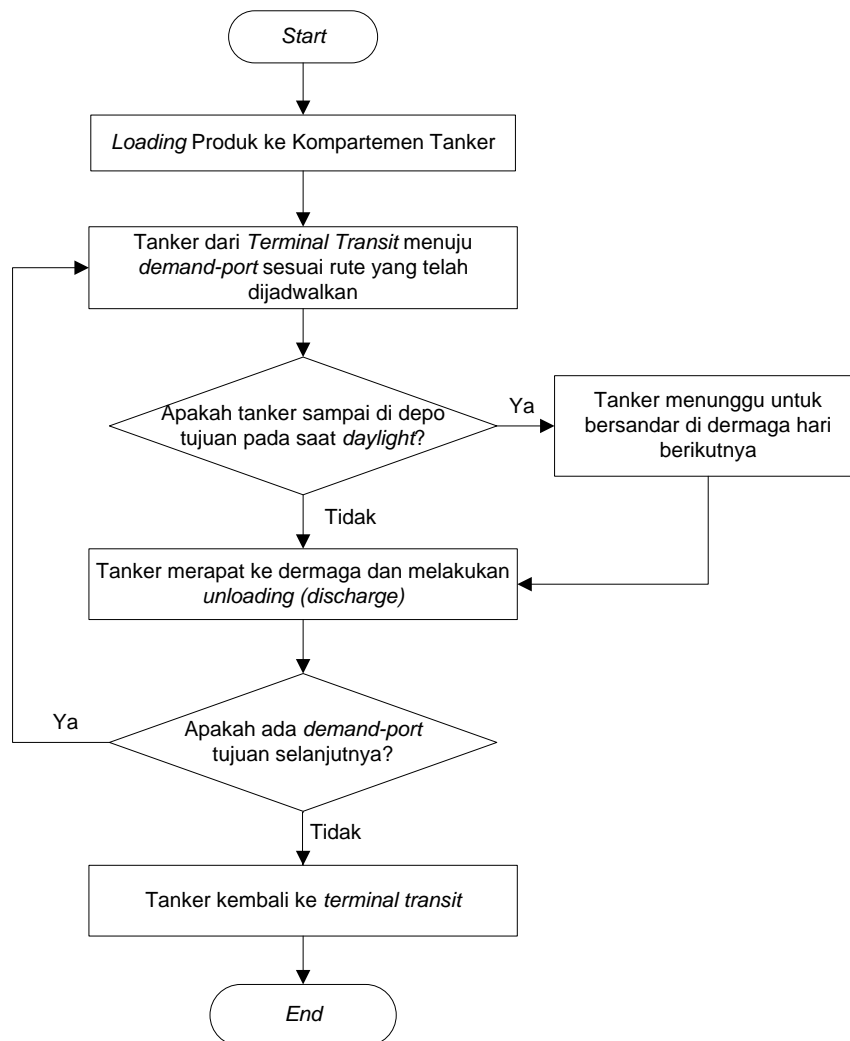 Start
Loading Produk ke Kompartemen Tanker
Tanker dari Terminal Transit menuju
demand-port sesuai rute yang telah
dijadwalkan
Apakah tanker sampai di depo
tujuan pada saat daylight?
Ya
Tanker menunggu untuk
bersandar di dermaga hari
berikutnya
Tidak
Tanker merapat ke dermaga dan melakukan
unloading (discharge)
Ya
Apakah ada demand-port
tujuan selanjutnya?
Tidak
Tanker kembali ke terminal transit
End